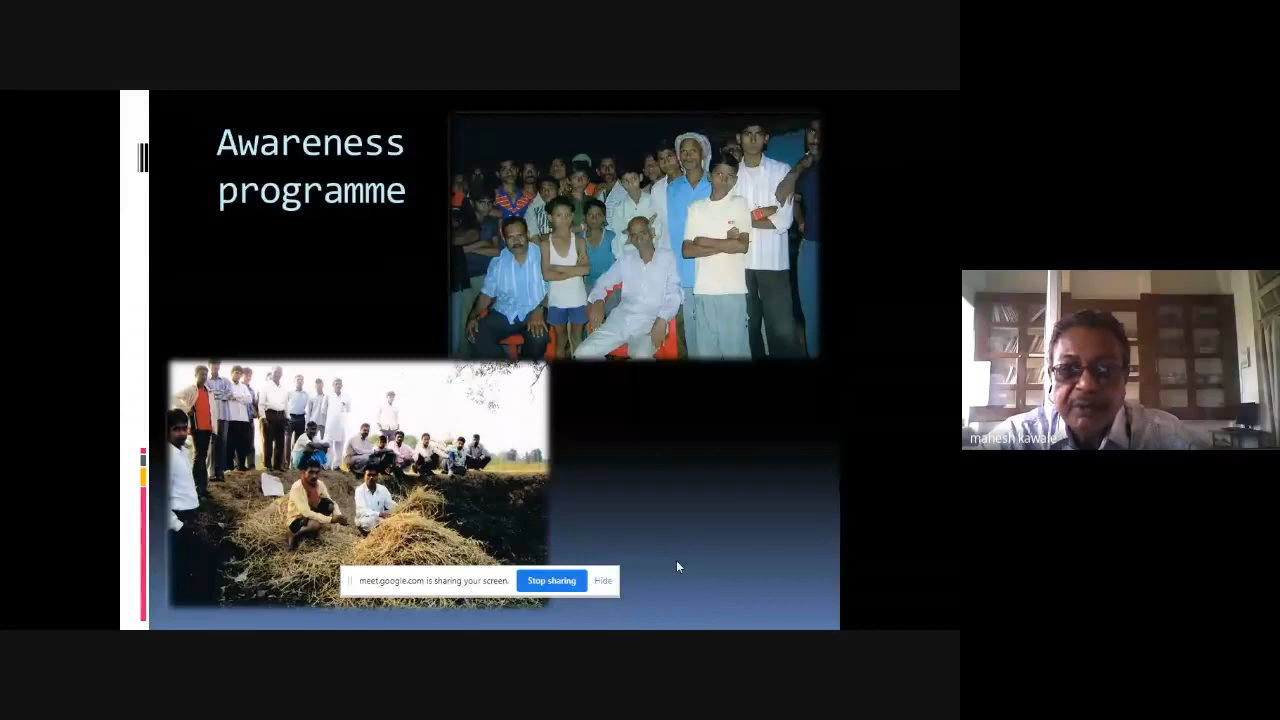 Awareness
programme
meet.google.com is sharing your screen.
Stop sharing
Hide
mahesh kawale